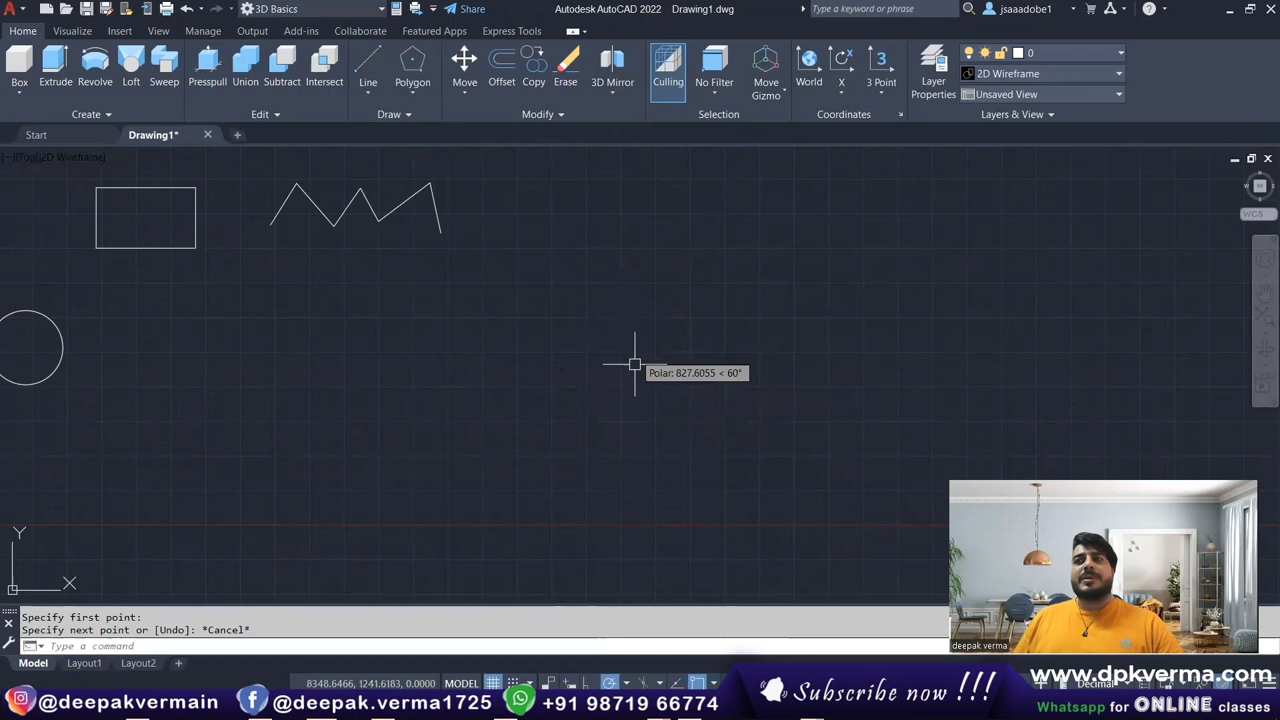 3D Basics
Share
Autodesk AutoCAD 2022 Drawing1.dwg
Type a keyword or phrase
jsaaadobe1
Home Visualize Insert View Manage Output Add-ins Collaborate Featured Apps Express Tools
Box Extrude Revolve Loft Sweep
Presspull Union Subtract Intersect
Line Polygon
Move Offset Copy Erase 3D Mirror
Culling No Filter Move Gizmo
World X 3 Point
Layer Properties
0
2D Wireframe
Unsaved View
Create Edit Draw Modify Selection Coordinates Layers & View
Start Drawing1*
[-][Top][2D Wireframe]
W S
WCS
Polar: 827.6055 < 60°
Y
X
Specify first point:
Specify next point or [Undo]: *Cancel*
Type a command
deepak verma
Model Layout1 Layout2
8348.6466, 1241.6183, 0.0000 MODEL
Decimal
@deepakvermain @deepak.verma1725 +91 98719 66774
Subscribe now !!!
www.dpkverma.com
Whatsapp for ONLINE classes